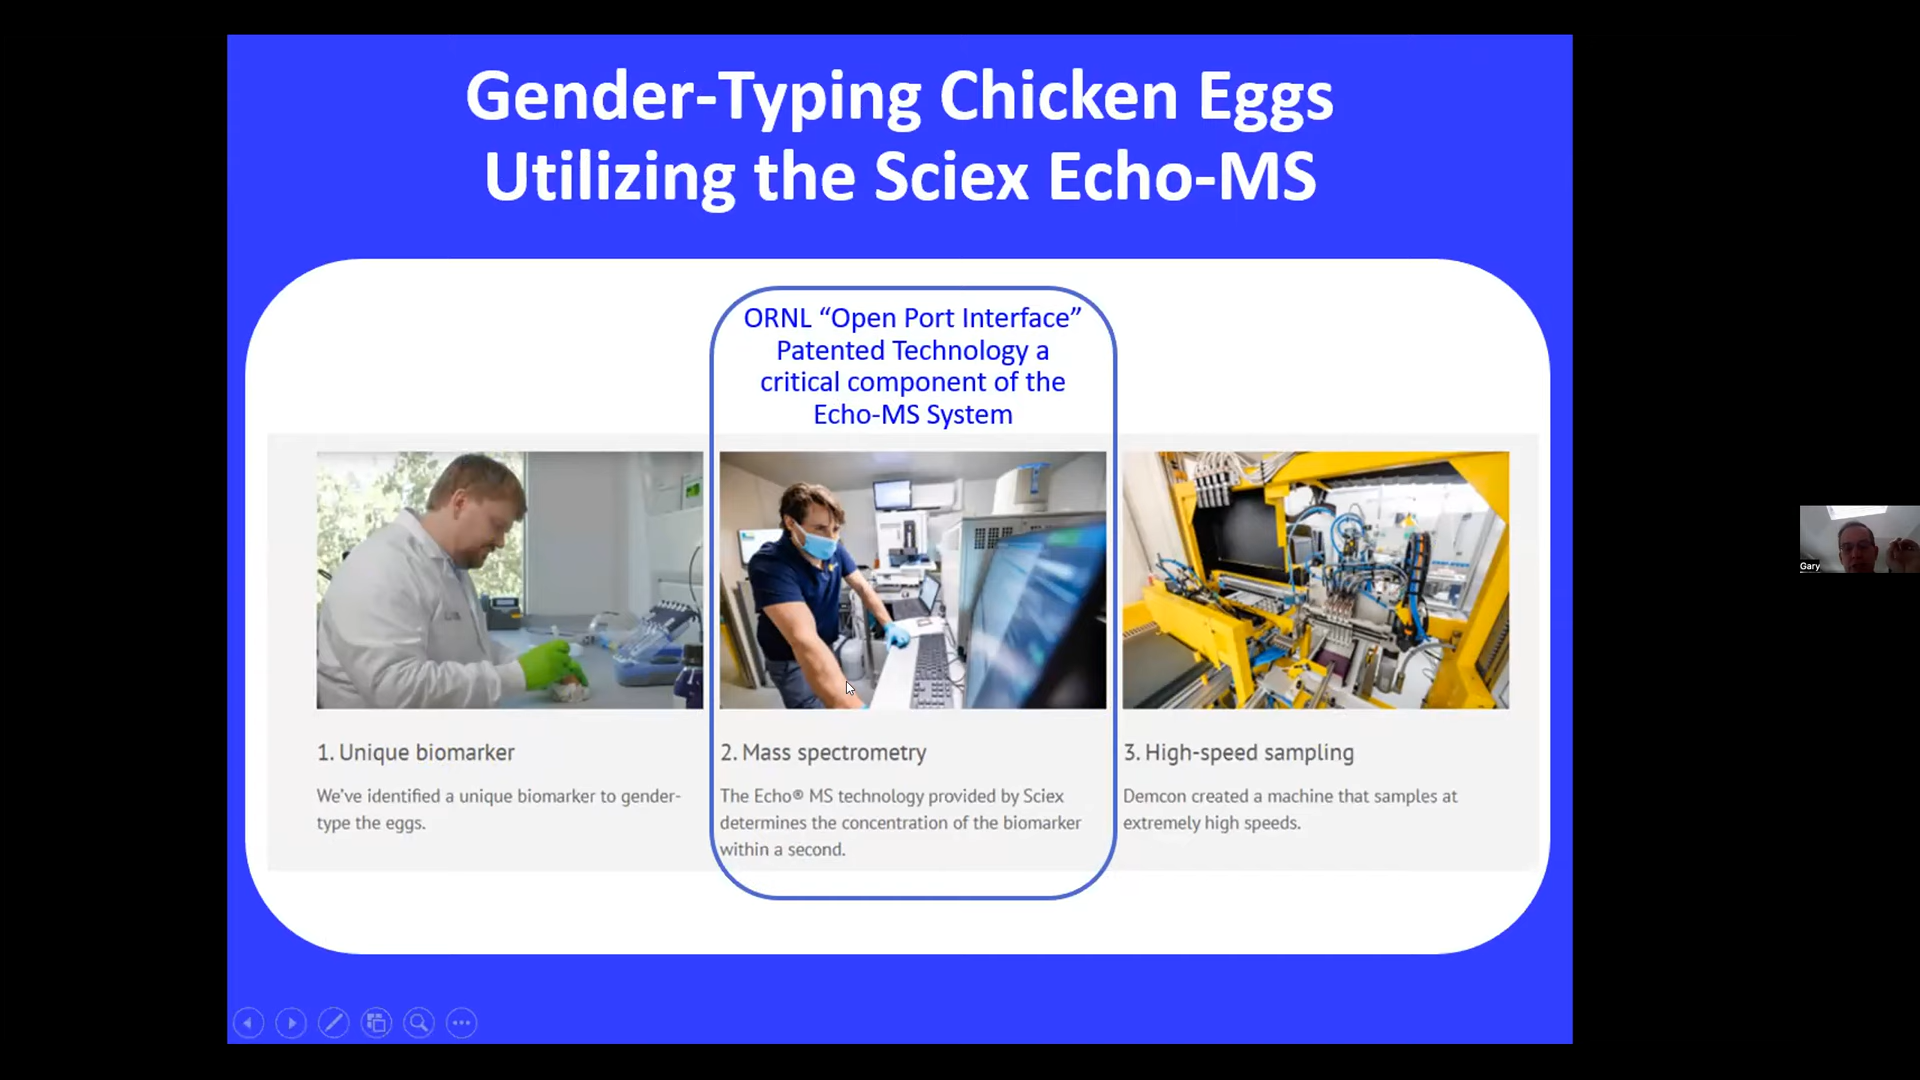 Gender-Typing Chicken Eggs
Utilizing the Sciex Echo-MS
ORNL “Open Port Interface”
Patented Technology a
critical component of the
Echo-MS System
1. Unique biomarker
We’ve identified a unique biomarker to gender-
type the eggs.
2. Mass spectrometry
The Echo® MS technology provided by Sciex
determines the concentration of the biomarker
within a second.
3. High-speed sampling
Demcon created a machine that samples at
extremely high speeds.
Gary